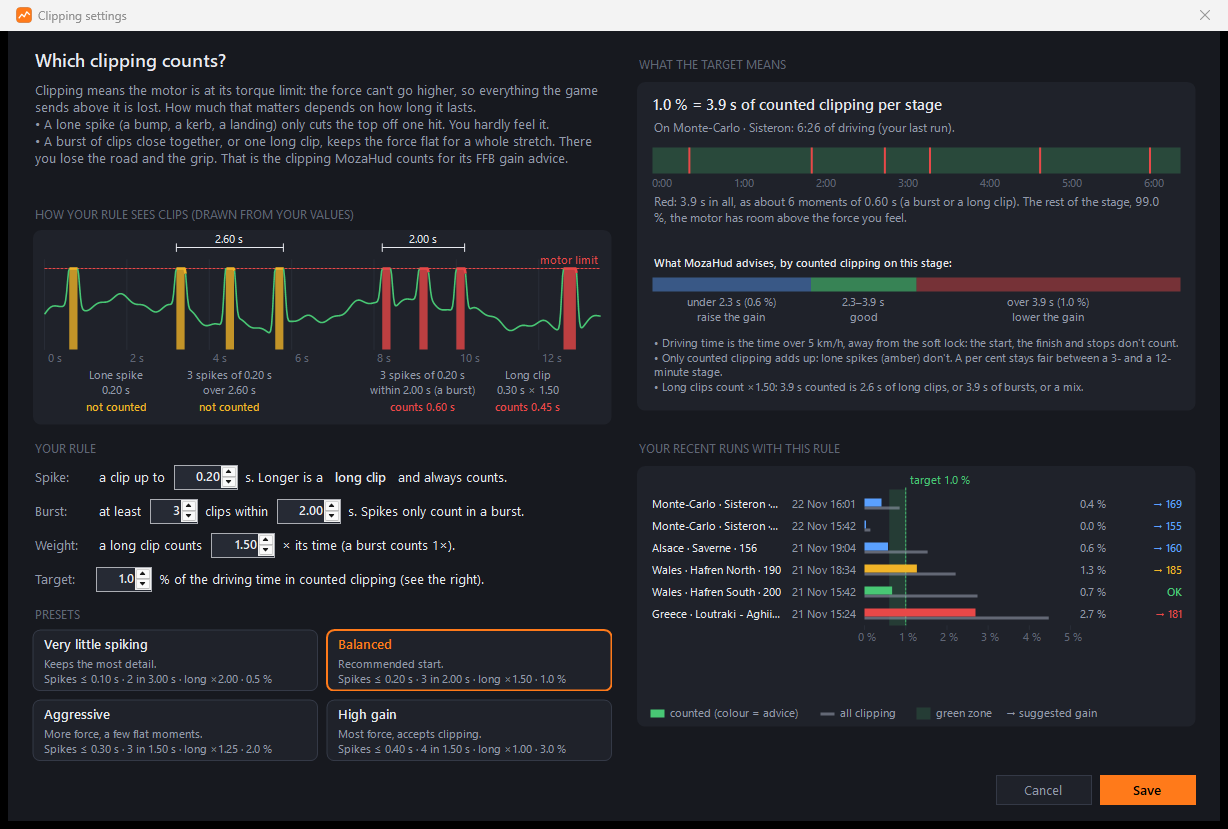 Clipping settings
Which clipping counts?
Clipping means the motor is at its torque limit: the force can't go higher, so everything the game
sends above it is lost. How much that matters depends on how long it lasts.
• A lone spike (a bump, a kerb, a landing) only cuts the top off one hit. You hardly feel it.
• A burst of clips close together, or one long clip, keeps the force flat for a whole stretch. There
you lose the road and the grip. That is the clipping MozaHud counts for its FFB gain advice.
HOW YOUR RULE SEES CLIPS (DRAWN FROM YOUR VALUES)
2.60 s 2.00 s
motor limit
0 s 2 s 4 s 6 s 8 s 10 s 12 s
Lone spike 3 spikes of 0.20 s 3 spikes of 0.20 s Long clip
0.20 s over 2.60 s within 2.00 s (a burst) 0.30 s × 1.50
not counted not counted counts 0.60 s counts 0.45 s
YOUR RULE
Spike: a clip up to 0.20 s. Longer is a long clip and always counts.
Burst: at least 3 clips within 2.00 s. Spikes only count in a burst.
Weight: a long clip counts 1.50 × its time (a burst counts 1×).
Target: 1.0 % of the driving time in counted clipping (see the right).
PRESETS
Very little spiking
Keeps the most detail.
Spikes ≤ 0.10 · 2 in 3.00 s · long ×2.00 · 0.5 %
Balanced
Recommended start.
Spikes ≤ 0.20 · 3 in 2.00 s · long ×1.50 · 1.0 %
Aggressive
More force, a few flat moments.
Spikes ≤ 0.30 · 3 in 1.50 s · long ×1.25 · 2.0 %
High gain
Most force, accepts clipping.
Spikes ≤ 0.40 · 4 in 1.50 s · long ×1.00 · 3.0 %
WHAT THE TARGET MEANS
1.0 % = 3.9 s of counted clipping per stage
On Monte-Carlo · Sisteron: 6:26 of driving (your last run).
0:00 1:00 2:00 3:00 4:00 5:00 6:00
Red: 3.9 s in all, as about 6 moments of 0.60 s (a burst or a long clip). The rest of the stage, 99.0
%, the motor has room above the force you feel.
What MozaHud advises, by counted clipping on this stage:
under 2.3 s (0.6 %) 2.3–3.9 s over 3.9 s (1.0 %)
raise the gain good lower the gain
• Driving time is the time over 5 km/h, away from the soft lock: the start, the finish and stops don't count.
• Only counted clipping adds up: lone spikes (amber) don't. A per cent stays fair between a 3- and a 12-
minute stage.
• Long clips count ×1.50: 3.9 s counted is 2.6 s of long clips, or 3.9 s of bursts, or a mix.
YOUR RECENT RUNS WITH THIS RULE
target 1.0 %
Monte-Carlo · Sisteron ·... 22 Nov 16:01 0.4 % → 169
Monte-Carlo · Sisteron ·... 22 Nov 15:42 0.0 % → 155
Alsace · Saverne · 156 21 Nov 19:04 0.6 % → 160
Wales · Hafren North · 190 21 Nov 18:34 1.3 % → 185
Wales · Hafren South · 200 21 Nov 15:42 0.7 % OK
Greece · Loutraki - Aghii... 21 Nov 15:24 2.7 % → 181
0 % 1 % 2 % 3 % 4 % 5 %
counted (colour = advice) all clipping green zone → suggested gain
Cancel Save